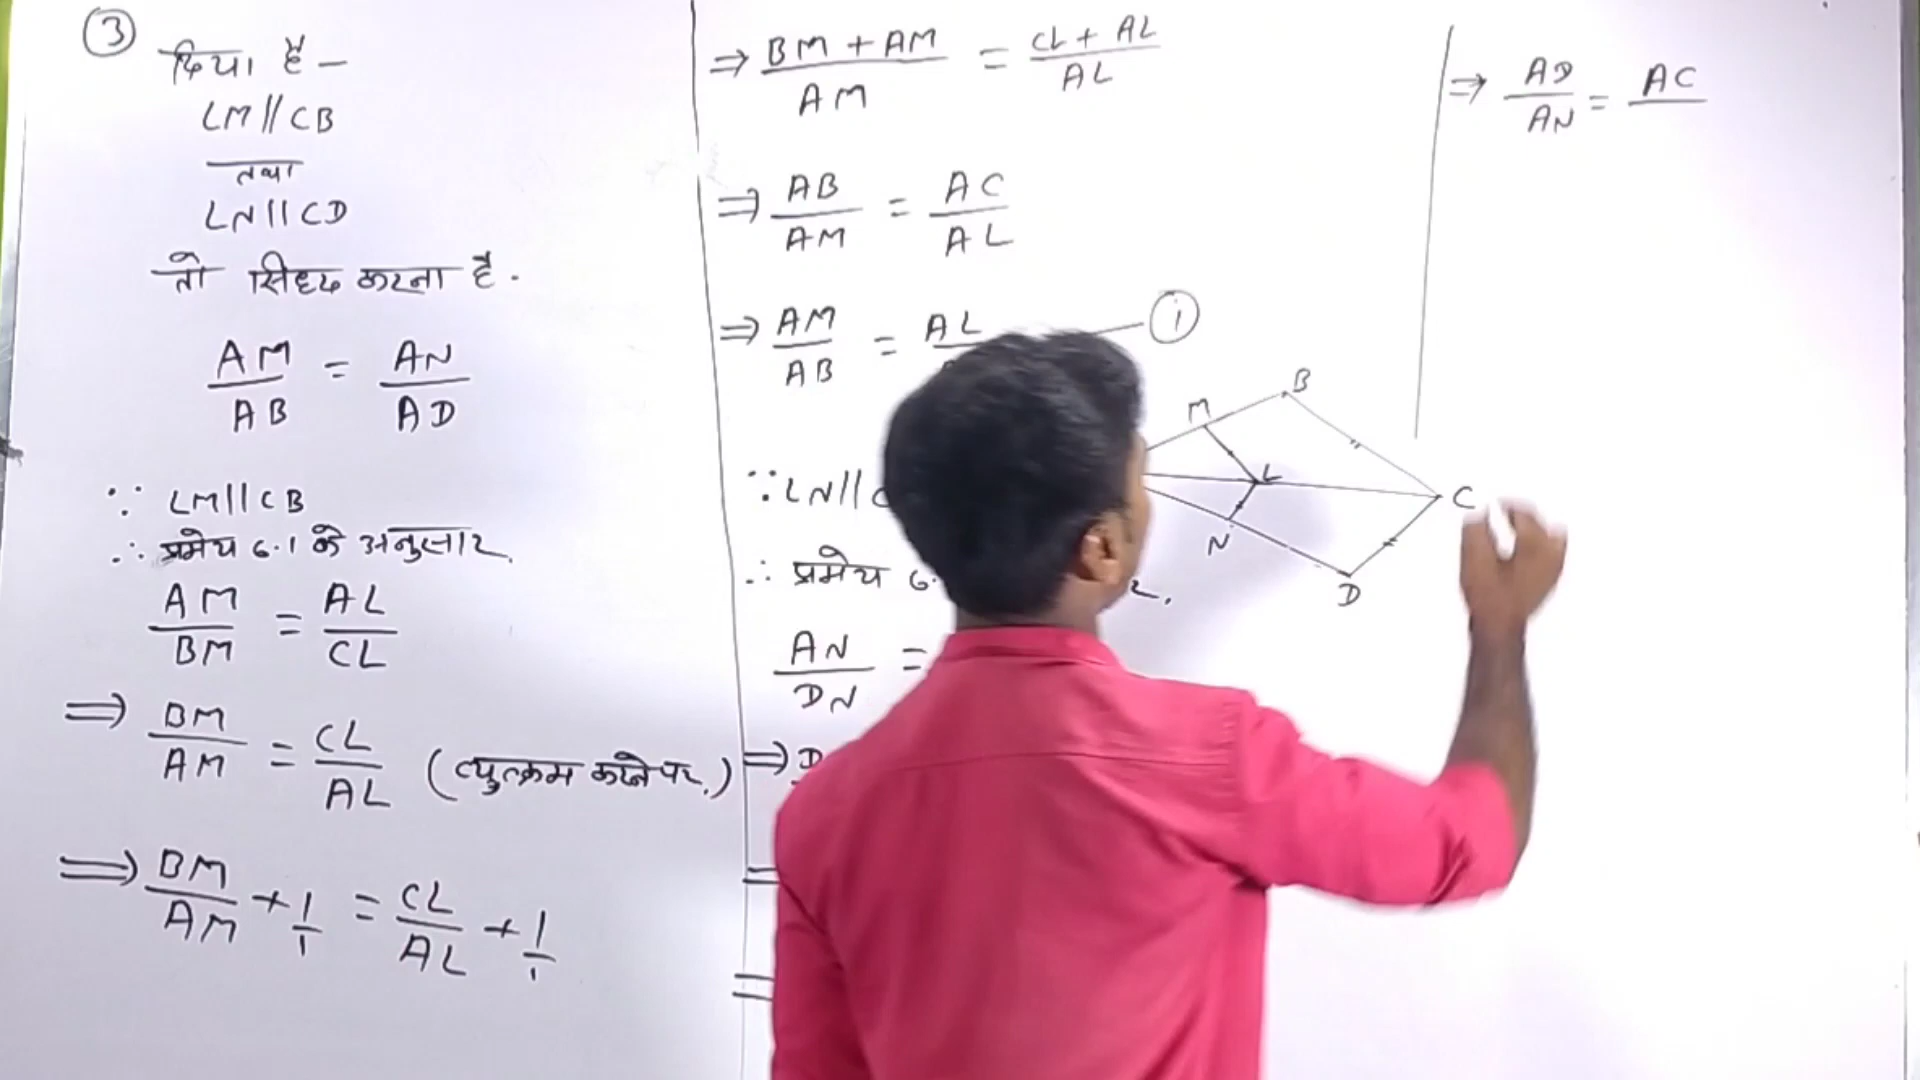 3
दिया है –
LM // CB
तथा
LN // CD
तो सिद्ध करना है .
AM/AB = AN/AD
∵ LM // CB
∴ प्रमेय 6.1 के अनुसार .
AM/BM = AL/CL
⇒ BM/AM = CL/AL (व्युत्क्रम करने पर.)
⇒ BM/AM + 1/1 = CL/AL + 1/1
⇒ BM + AM/AM = CL + AL/AL
⇒ AB/AM = AC/AL
⇒ AM/AB = AL — i
∵ LN //
∴ प्रमेय 6.
AN/DN =
⇒ D
⇒ AD/AN = AC
B
M
L
C
N
D